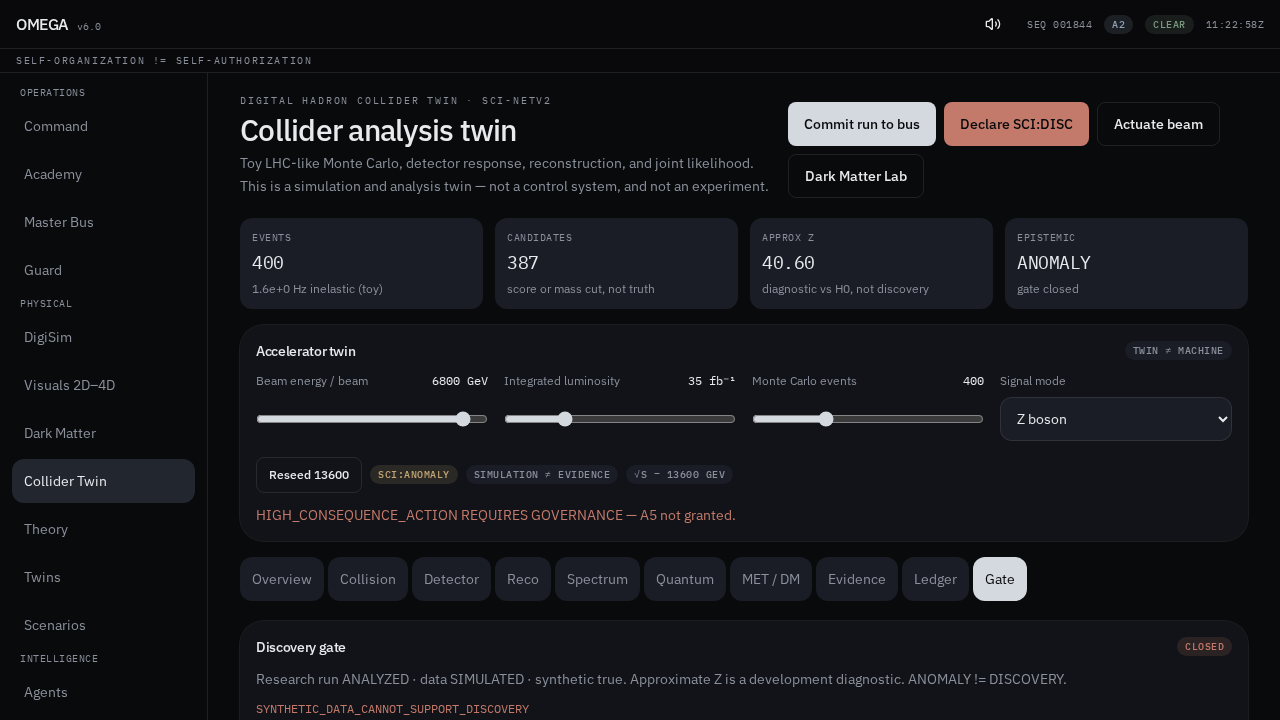 OMEGA v6.0
SEQ 001844 A2 CLEAR 11:22:58Z
SELF-ORGANIZATION != SELF-AUTHORIZATION
OPERATIONS
Command
Academy
Master Bus
Guard
PHYSICAL
DigiSim
Visuals 2D–4D
Dark Matter
Collider Twin
Theory
Twins
Scenarios
INTELLIGENCE
Agents
DIGITAL HADRON COLLIDER TWIN · SCI-NETV2
Collider analysis twin
Toy LHC-like Monte Carlo, detector response, reconstruction, and joint likelihood.
This is a simulation and analysis twin — not a control system, and not an experiment.
Commit run to bus
Declare SCI:DISC
Actuate beam
Dark Matter Lab
EVENTS
400
1.6e+0 Hz inelastic (toy)
CANDIDATES
387
score or mass cut, not truth
APPROX Z
40.60
diagnostic vs H0, not discovery
EPISTEMIC
ANOMALY
gate closed
Accelerator twin
TWIN ≠ MACHINE
Beam energy / beam 6800 GeV
Integrated luminosity 35 fb⁻¹
Monte Carlo events 400
Signal mode
Z boson
Reseed 13600
SCI:ANOMALY
SIMULATION ≠ EVIDENCE
√S ~ 13600 GEV
HIGH_CONSEQUENCE_ACTION REQUIRES GOVERNANCE — A5 not granted.
Overview
Collision
Detector
Reco
Spectrum
Quantum
MET / DM
Evidence
Ledger
Gate
Discovery gate
CLOSED
Research run ANALYZED · data SIMULATED · synthetic true. Approximate Z is a development diagnostic. ANOMALY != DISCOVERY.
SYNTHETIC_DATA_CANNOT_SUPPORT_DISCOVERY